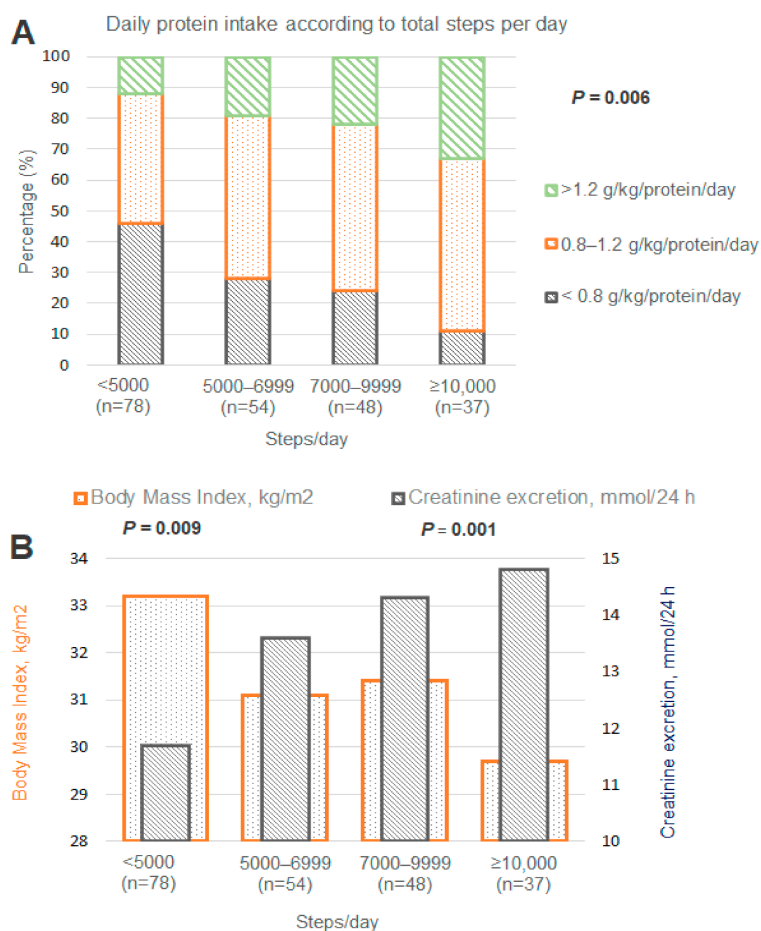 A
Daily protein intake according to total steps per day
P = 0.006
Percentage (%)
100
90
80
70
60
50
40
30
20
10
0
>1.2 g/kg/protein/day
0.8–1.2 g/kg/protein/day
< 0.8 g/kg/protein/day
<5000 5000–6999 7000–9999 ≥10,000
(n=78) (n=54) (n=48) (n=37)
Steps/day
Body Mass Index, kg/m2 Creatinine excretion, mmol/24 h
P = 0.009 P = 0.001
B
Body Mass Index, kg/m2
34
33
32
31
30
29
28
15
14
13
12
11
10
Creatinine excretion, mmol/24 h
<5000 5000–6999 7000–9999 ≥10,000
(n=78) (n=54) (n=48) (n=37)
Steps/day